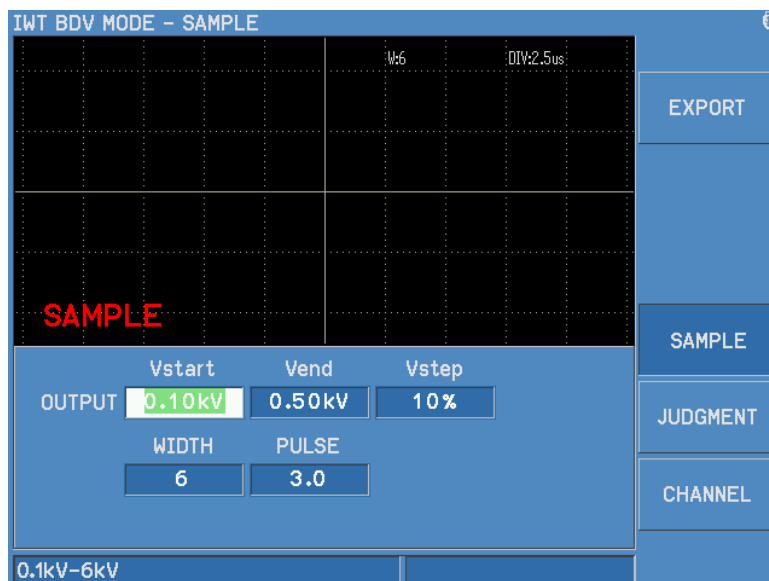 IWT BDV MODE - SAMPLE
W:6 DIV:2.5us
EXPORT
SAMPLE
SAMPLE
Vstart Vend Vstep
OUTPUT 0.10kV 0.50kV 10%
JUDGMENT
WIDTH PULSE
6 3.0
CHANNEL
0.1kV-6kV